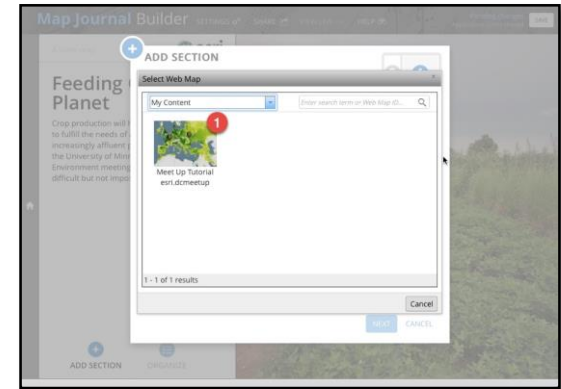 Map Journal Builder SETTINGS SHARE HELP
SAVE
esri
ADD SECTION
Feeding
Planet
Crop production will
to fulfill the needs of
increasingly affluent
the University of Minn
Environment meeting
difficult but not impo
Select Web Map
My Content
Enter search term or Web Map ID...
1
Meet Up Tutorial
esri.dcmeetup
1 - 1 of 1 results
Cancel
NEXT CANCEL
ADD SECTION ORGANIZE